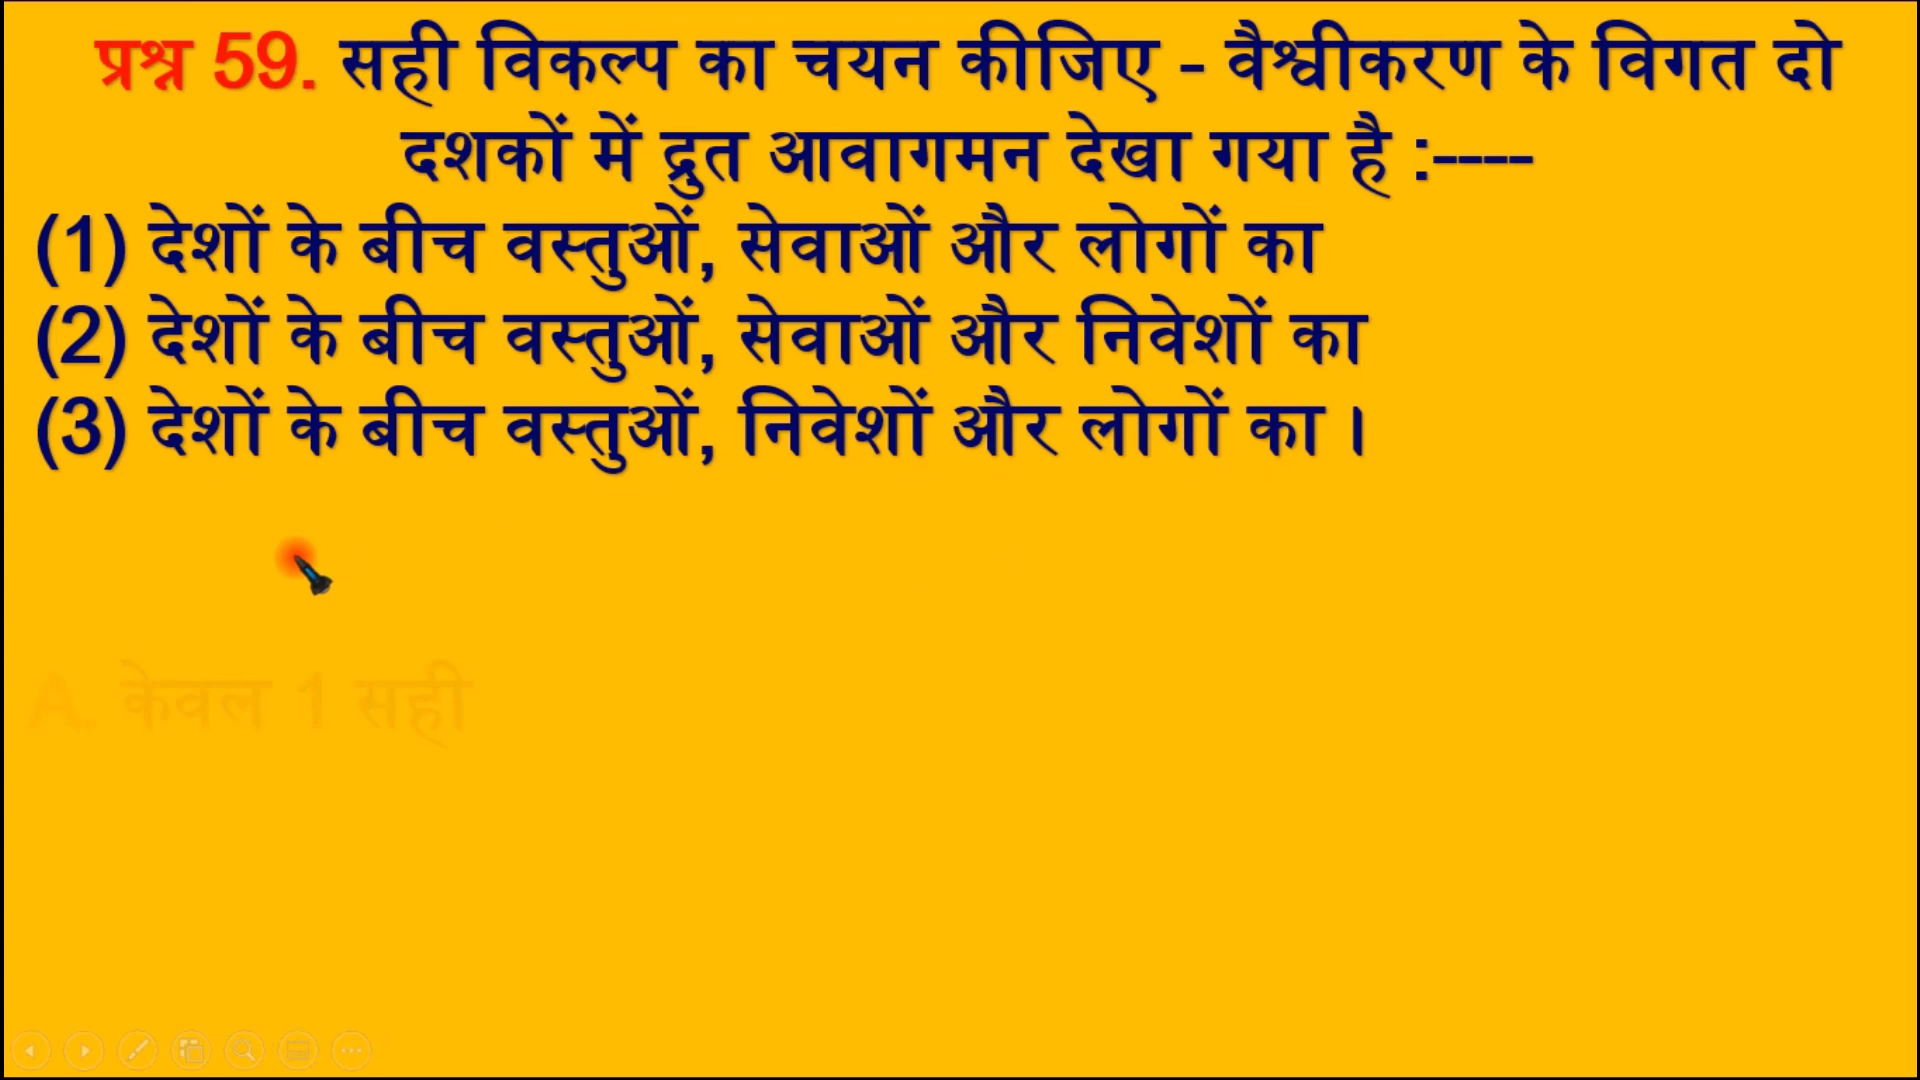 प्रश्न 59. सही विकल्प का चयन कीजिए - वैश्वीकरण के विगत दो
दशकों में द्रुत आवागमन देखा गया है :----
(1) देशों के बीच वस्तुओं, सेवाओं और लोगों का
(2) देशों के बीच वस्तुओं, सेवाओं और निवेशों का
(3) देशों के बीच वस्तुओं, निवेशों और लोगों का ।
A. केवल 1 सही